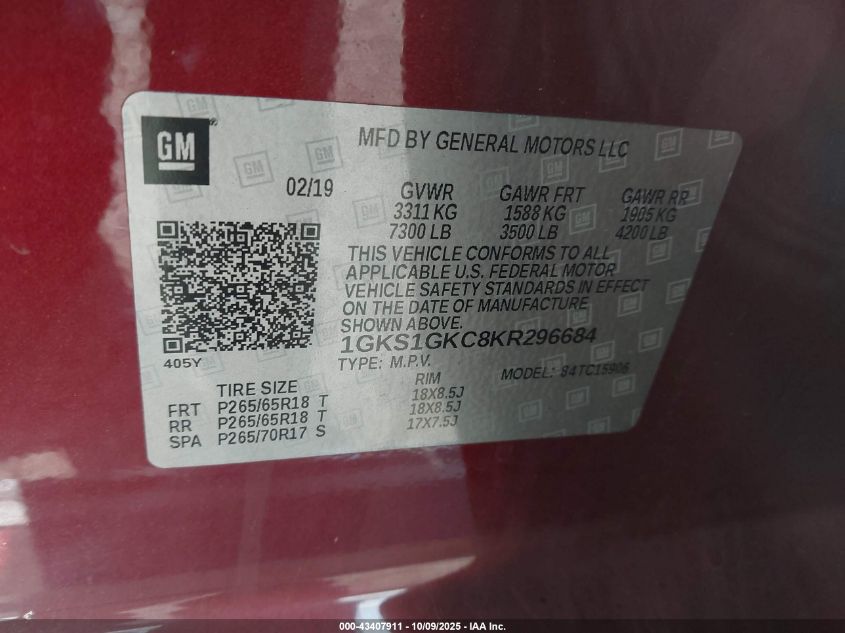 GM
MFD BY GENERAL MOTORS LLC
02/19
GVWR GAWR FRT GAWR RR
3311 KG 1588 KG 1905 KG
7300 LB 3500 LB 4200 LB
THIS VEHICLE CONFORMS TO ALL
APPLICABLE U.S. FEDERAL MOTOR
VEHICLE SAFETY STANDARDS IN EFFECT
ON THE DATE OF MANUFACTURE
SHOWN ABOVE.
1GKS1GKC8KR296684
405Y
TYPE: M.P.V. MODEL: 84TC15906
TIRE SIZE RIM
FRT P265/65R18 T 18X8.5J
RR P265/65R18 T 18X8.5J
SPA P265/70R17 S 17X7.5J
000-43407911 - 10/09/2025 - IAA Inc.